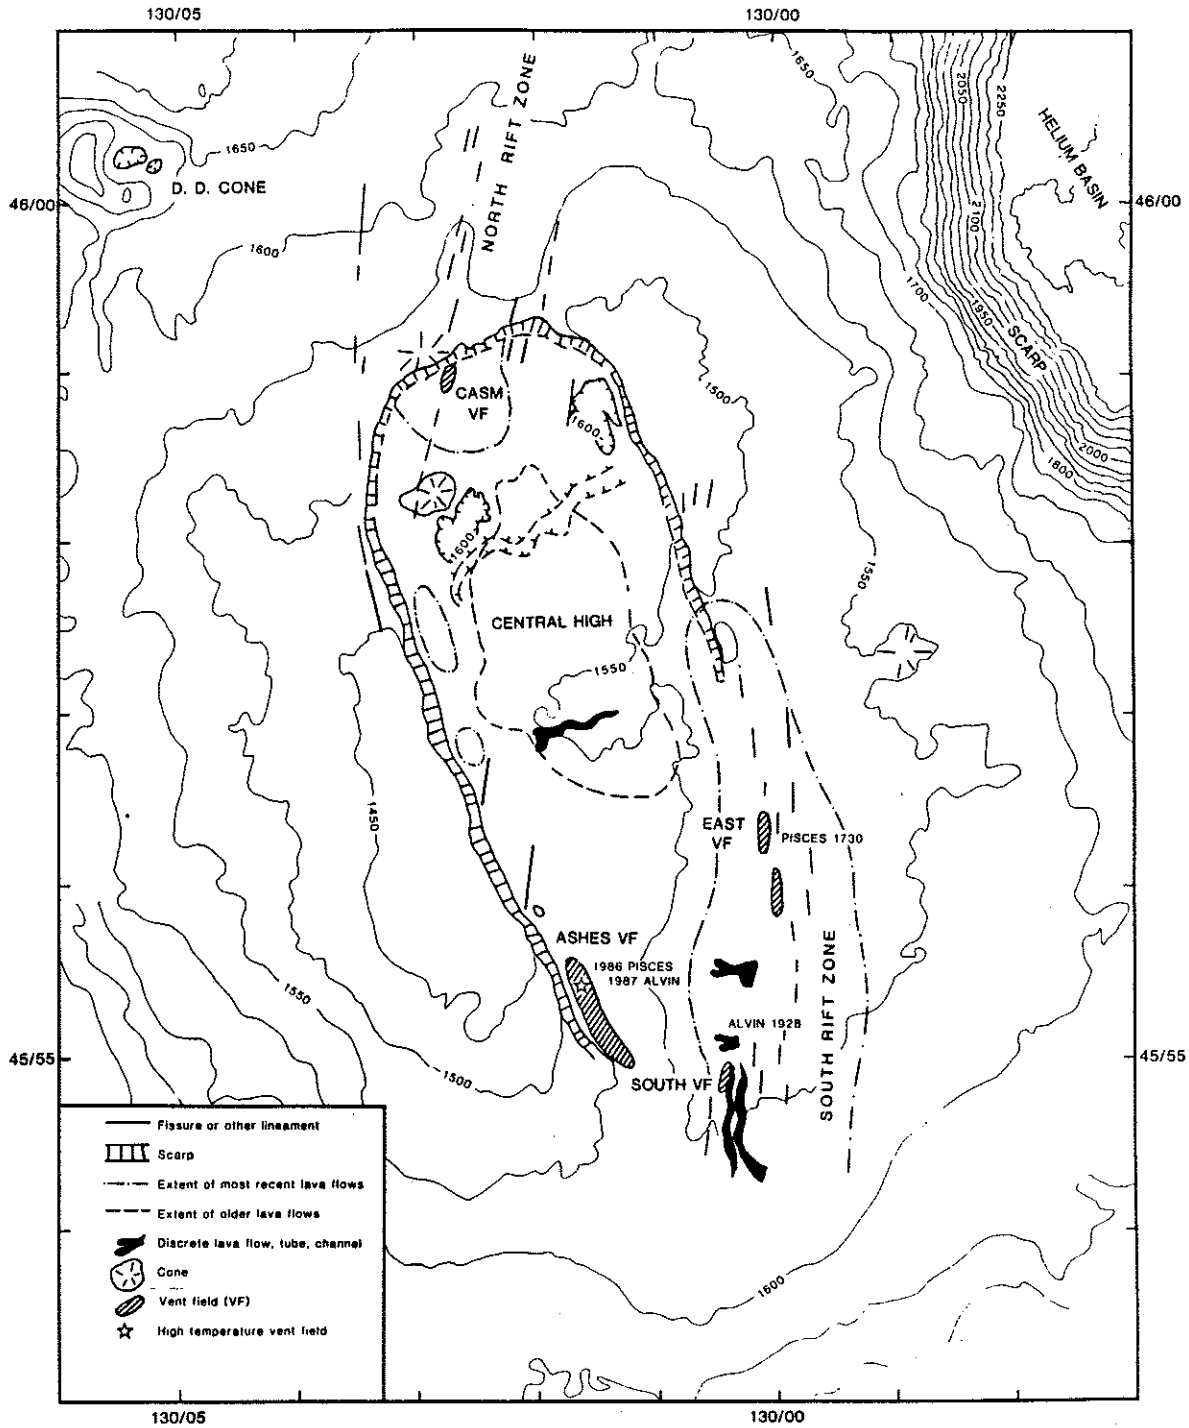 130/05
130/00
1650
2050
2250
HELIUM BASIN
NORTH RIFT ZONE
1650
D. D. CONE
46/00
46/00
2100
1600
1700
1950
SCARP
1500
CASM
VF
1600
2000
1800
1600
1550
CENTRAL HIGH
1550
1450
EAST
VF
PISCES 1730
ASHES VF
1986 PISCES
1987 ALVIN
SOUTH RIFT ZONE
1550
ALVIN 1928
45/55
45/55
1500
SOUTH VF
Fissure or other lineament
Scarp
Extent of most recent lava flows
Extent of older lava flows
Discrete lava flow, tube, channel
Cone
Vent field (VF)
High temperature vent field
1600
130/05
130/00